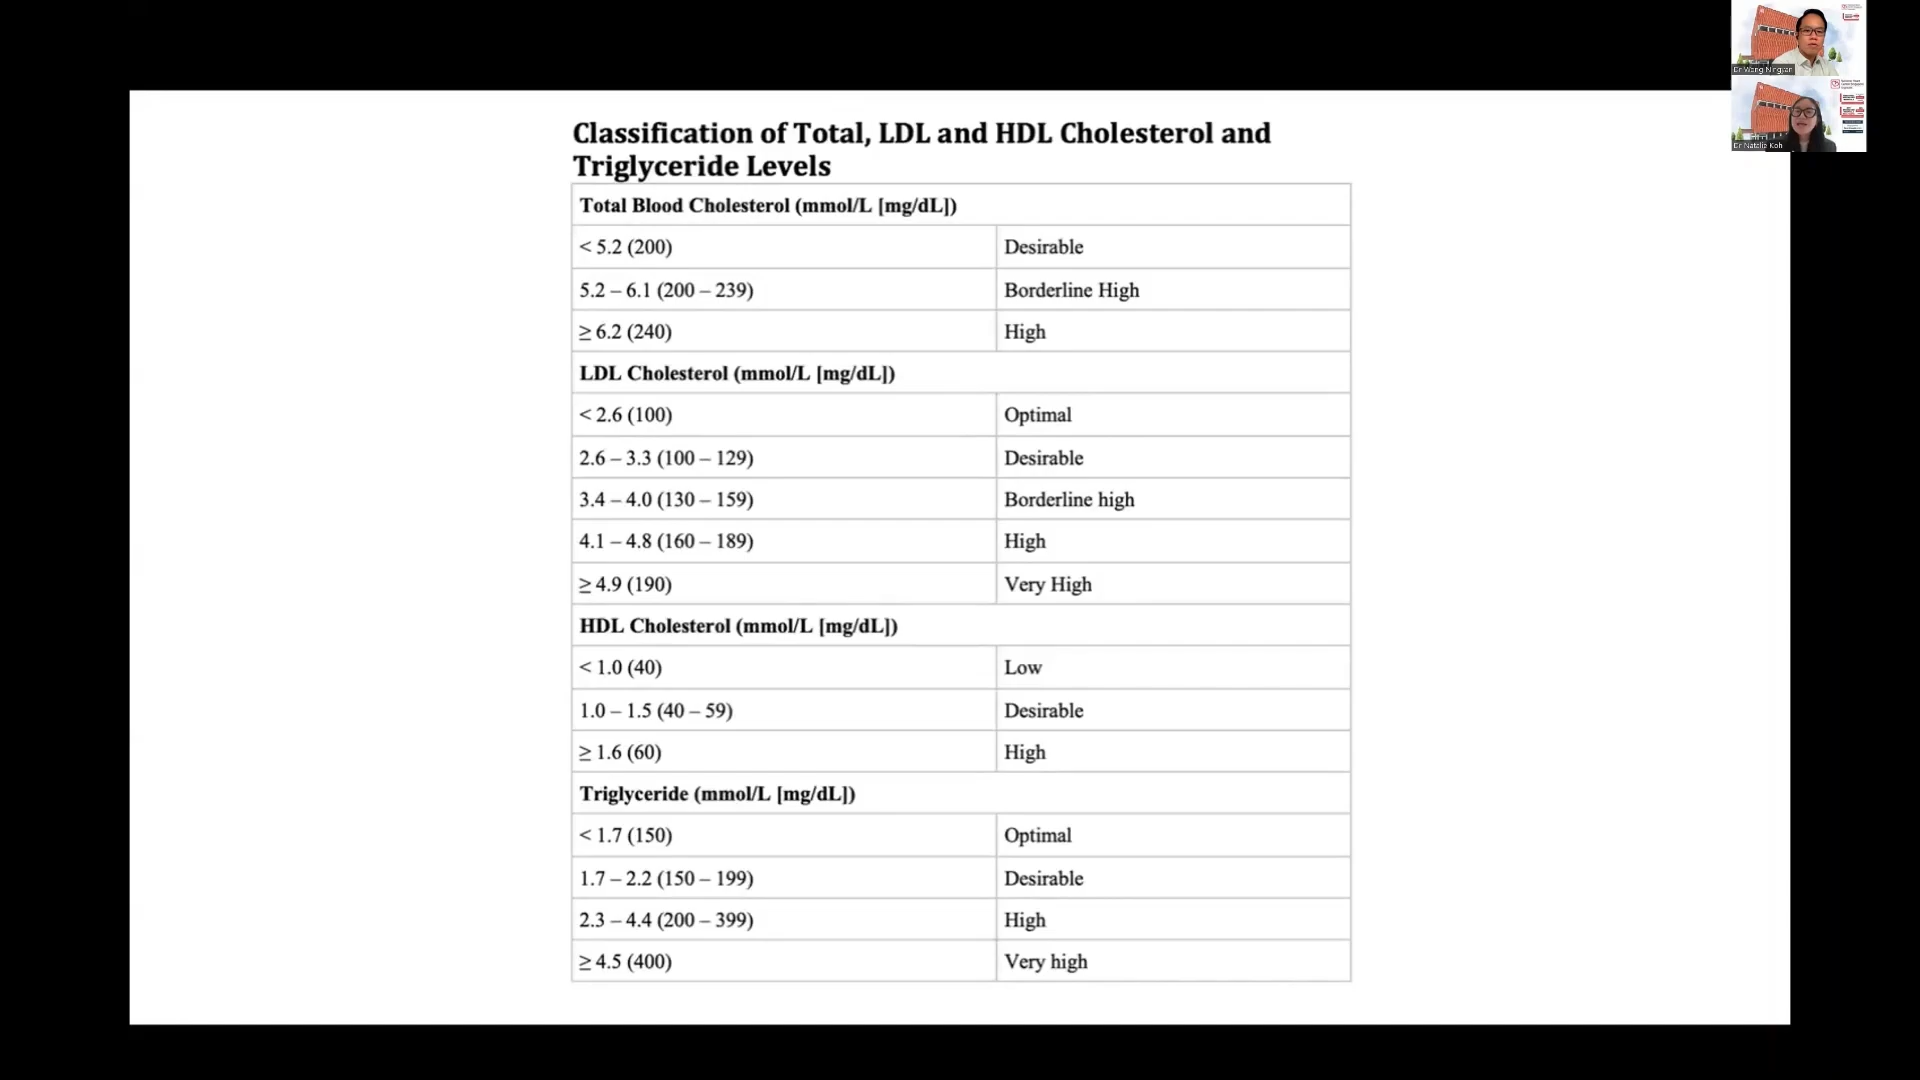 Classification of Total, LDL and HDL Cholesterol and
Triglyceride Levels
Total Blood Cholesterol (mmol/L [mg/dL])
< 5.2 (200) Desirable
5.2 – 6.1 (200 – 239) Borderline High
≥ 6.2 (240) High
LDL Cholesterol (mmol/L [mg/dL])
< 2.6 (100) Optimal
2.6 – 3.3 (100 – 129) Desirable
3.4 – 4.0 (130 – 159) Borderline high
4.1 – 4.8 (160 – 189) High
≥ 4.9 (190) Very High
HDL Cholesterol (mmol/L [mg/dL])
< 1.0 (40) Low
1.0 – 1.5 (40 – 59) Desirable
≥ 1.6 (60) High
Triglyceride (mmol/L [mg/dL])
< 1.7 (150) Optimal
1.7 – 2.2 (150 – 199) Desirable
2.3 – 4.4 (200 – 399) High
≥ 4.5 (400) Very high
Dr Wong Ningyan
Dr Natalie Koh